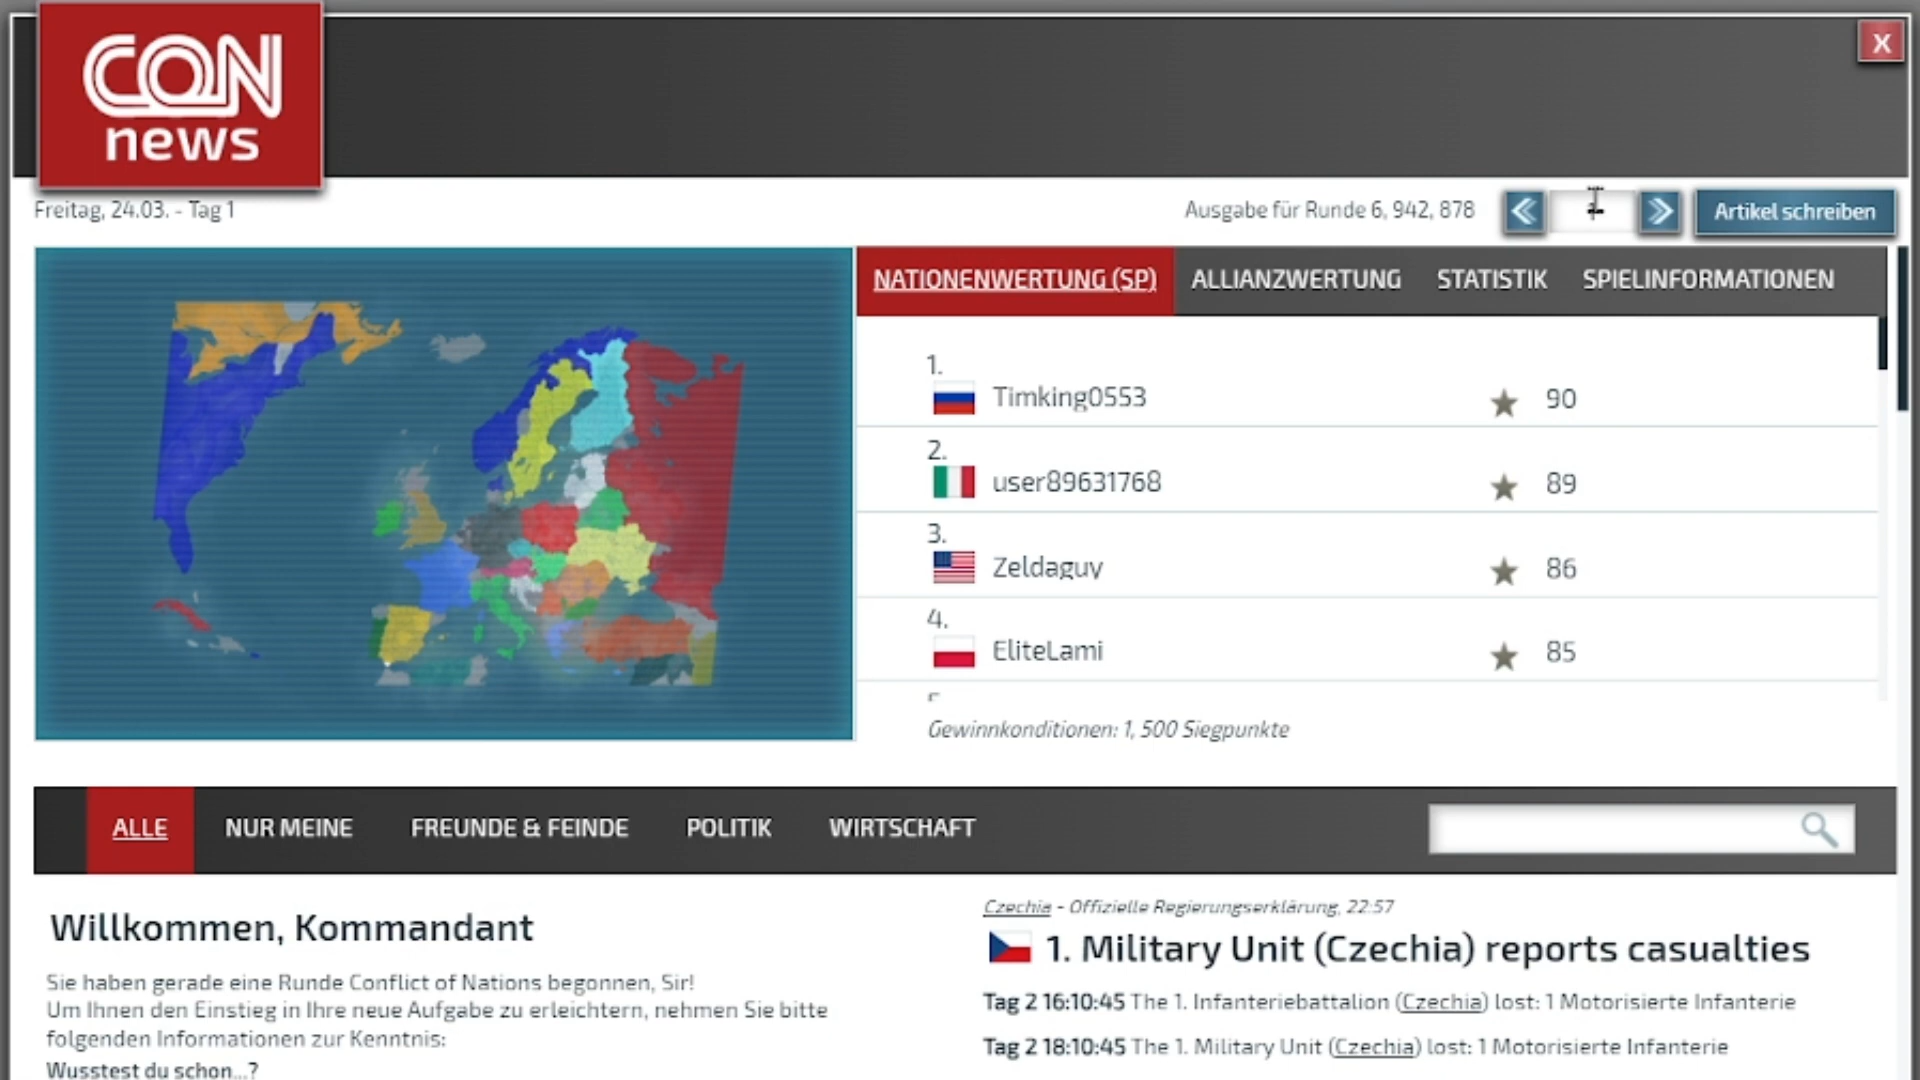 CON
news
X
Freitag, 24.03. - Tag 1
Ausgabe für Runde 6, 942, 878
Artikel schreiben
NATIONENWERTUNG (SP) ALLIANZWERTUNG STATISTIK SPIELINFORMATIONEN
1.
Timking0553 90
2.
user89631768 89
3.
Zeldaguy 86
4.
EliteLami 85
Gewinnkonditionen: 1, 500 Siegpunkte
ALLE NUR MEINE FREUNDE & FEINDE POLITIK WIRTSCHAFT
Willkommen, Kommandant
Sie haben gerade eine Runde Conflict of Nations begonnen, Sir!
Um Ihnen den Einstieg in Ihre neue Aufgabe zu erleichtern, nehmen Sie bitte
folgenden Informationen zur Kenntnis:
Wusstest du schon...?
Czechia - Offizielle Regierungserklärung, 22:57
1. Military Unit (Czechia) reports casualties
Tag 2 16:10:45 The 1. Infanteriebattalion (Czechia) lost: 1 Motorisierte Infanterie
Tag 2 18:10:45 The 1. Military Unit (Czechia) lost: 1 Motorisierte Infanterie